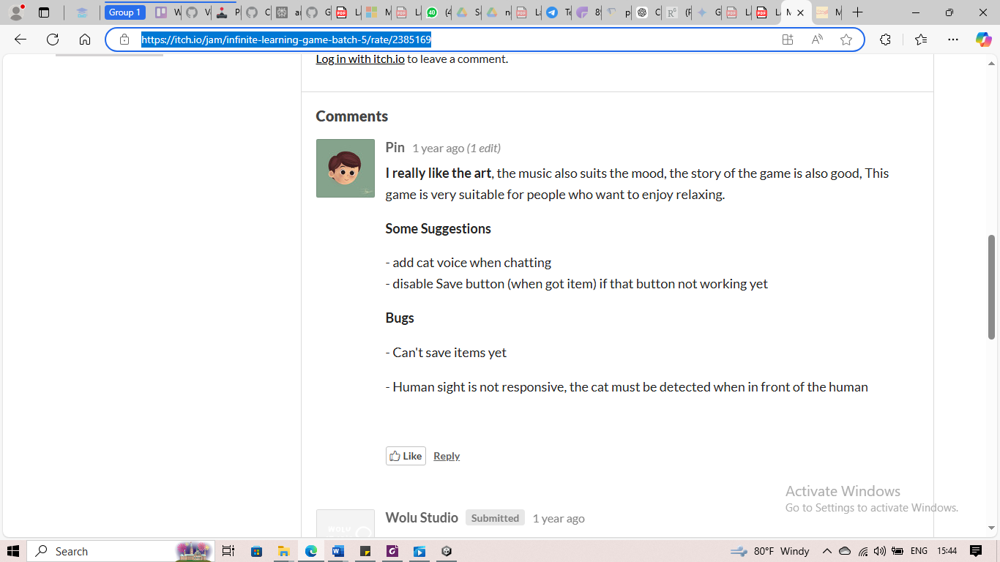 Group 1
https://itch.io/jam/infinite-learning-game-batch-5/rate/2385169
Log in with itch.io to leave a comment.
Comments
Pin 1 year ago (1 edit)
I really like the art, the music also suits the mood, the story of the game is also good, This
game is very suitable for people who want to enjoy relaxing.
Some Suggestions
- add cat voice when chatting
- disable Save button (when got item) if that button not working yet
Bugs
- Can't save items yet
- Human sight is not responsive, the cat must be detected when in front of the human
Like Reply
Activate Windows
Go to Settings to activate Windows.
Wolu Studio Submitted 1 year ago
Search
80°F Windy
ENG
15:44